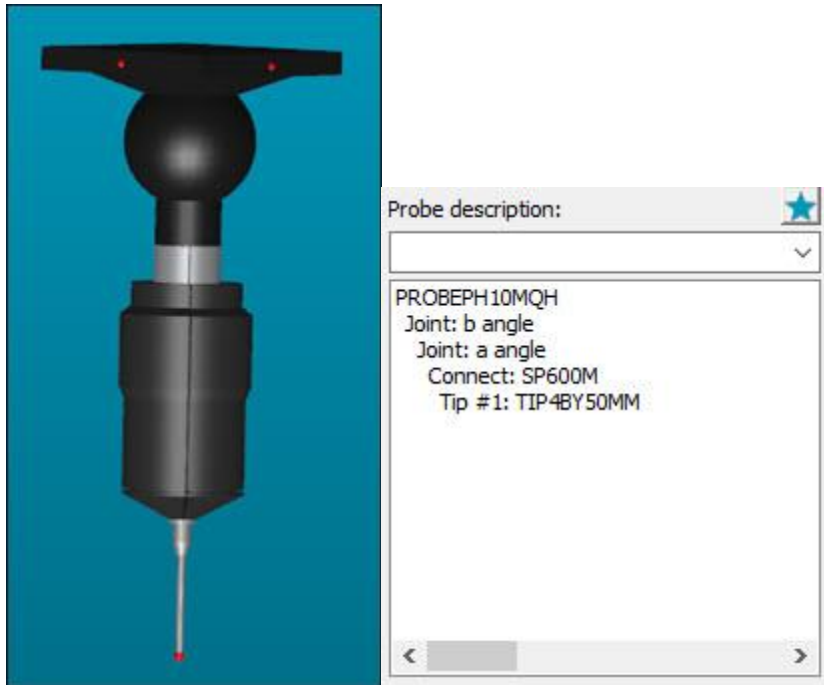 Probe description:
PROBEPH10MQH
Joint: b angle
Joint: a angle
Connect: SP600M
Tip #1: TIP4BY50MM